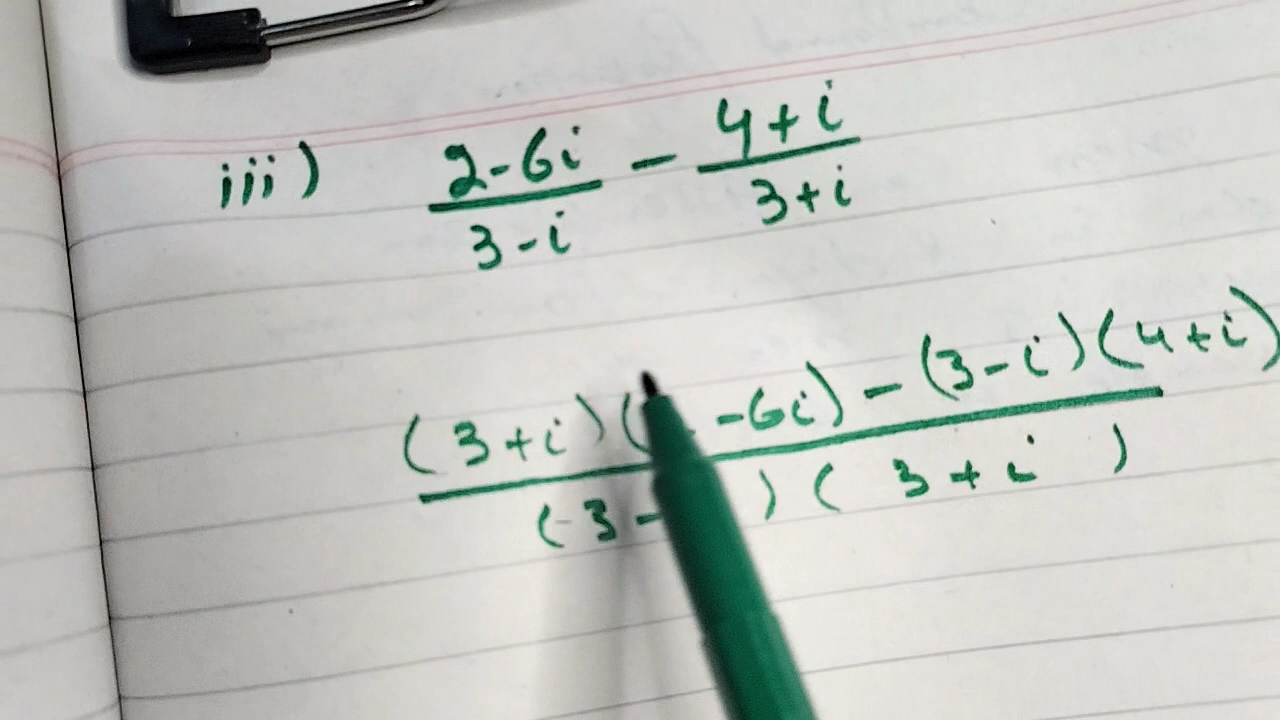 iii) 2-6i / 3-i - 4+i / 3+i
(3+i)( -6i) - (3-i)(4+i)
(3- )(3+i)